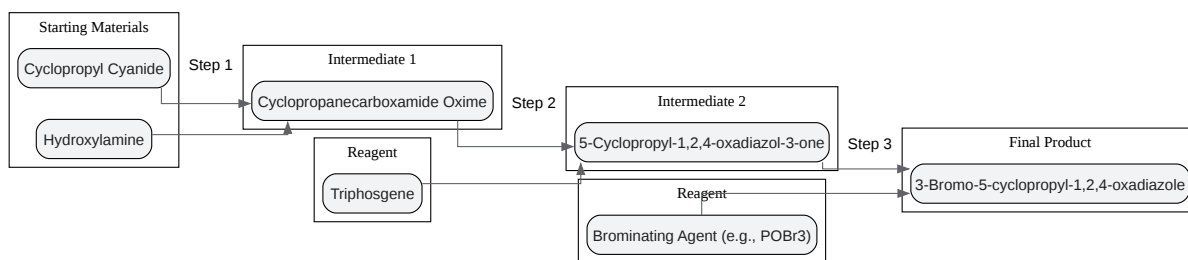 Starting Materials
Cyclopropyl Cyanide
Hydroxylamine
Step 1
Intermediate 1
Cyclopropanecarboxamide Oxime
Reagent
Triphosgene
Step 2
Intermediate 2
5-Cyclopropyl-1,2,4-oxadiazol-3-one
Reagent
Brominating Agent (e.g., POBr3)
Step 3
Final Product
3-Bromo-5-cyclopropyl-1,2,4-oxadiazole